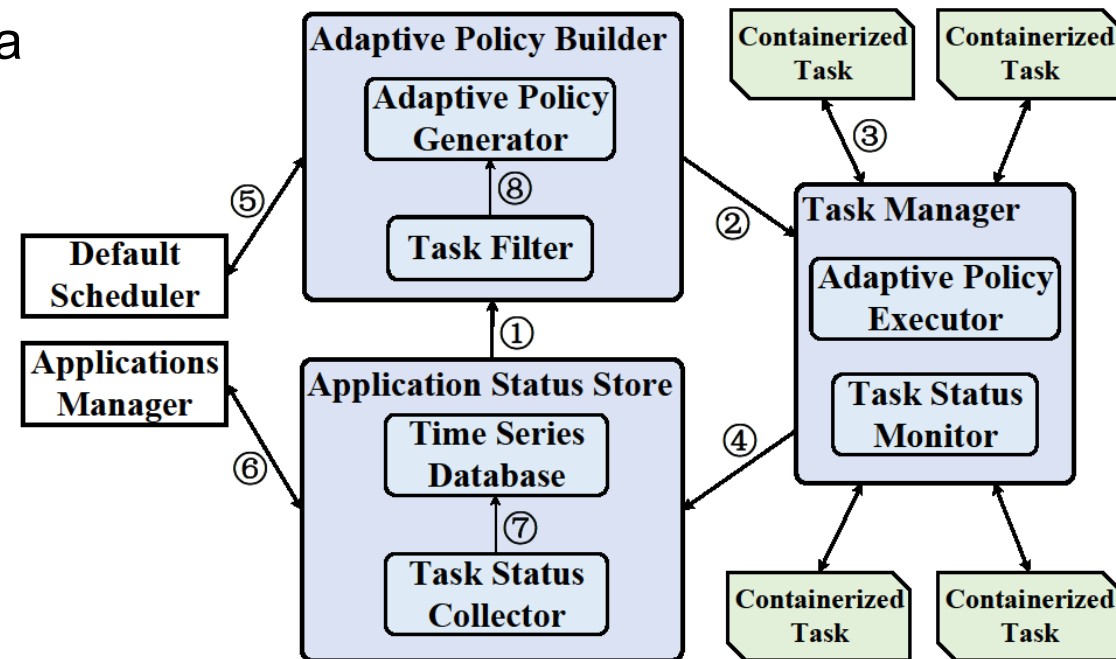 a
Adaptive Policy Builder
Adaptive Policy
Generator
⑧
Task Filter
⑤
Default
Scheduler
①
Applications
Manager
⑥
Application Status Store
Time Series
Database
⑦
Task Status
Collector
Containerized
Task
Containerized
Task
③
②
Task Manager
Adaptive Policy
Executor
Task Status
Monitor
④
Containerized
Task
Containerized
Task